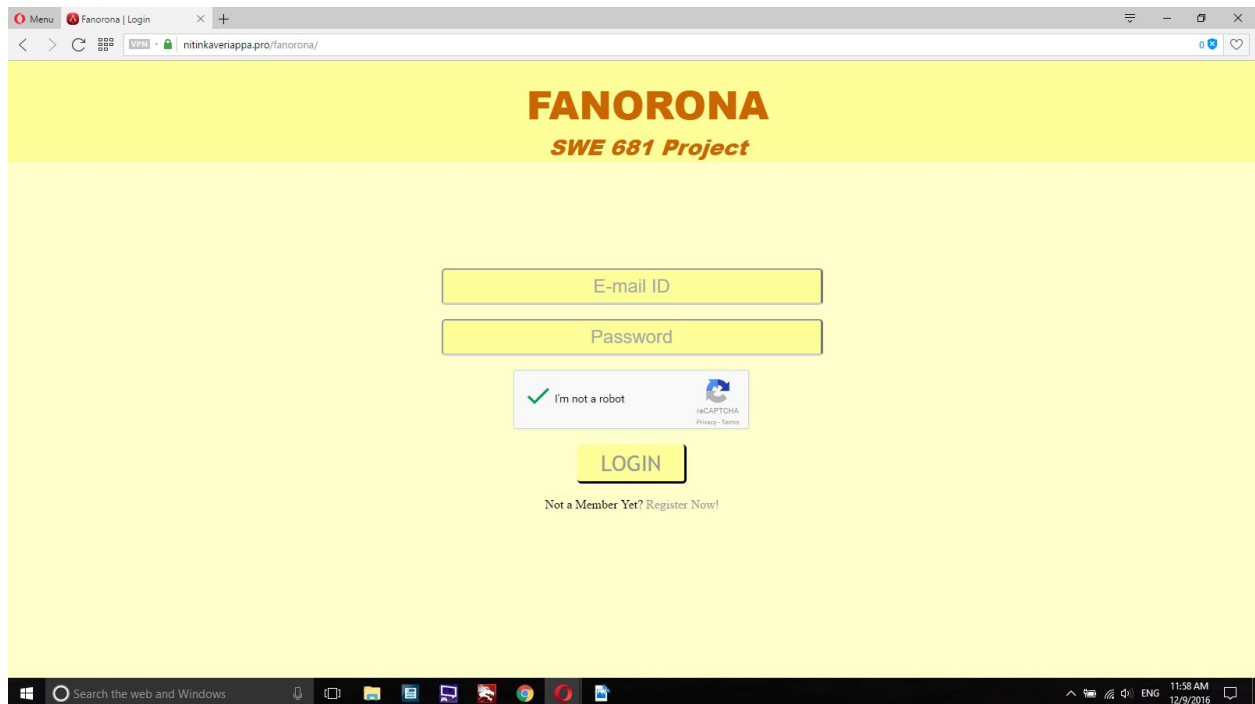 Menu
Fanorona | Login
VPN
nitinkaveriappa.pro/fanorona/
0
FANORONA
SWE 681 Project
E-mail ID
Password
I'm not a robot
reCAPTCHA
Privacy - Terms
LOGIN
Not a Member Yet? Register Now!
Search the web and Windows
ENG
11:58 AM
12/9/2016